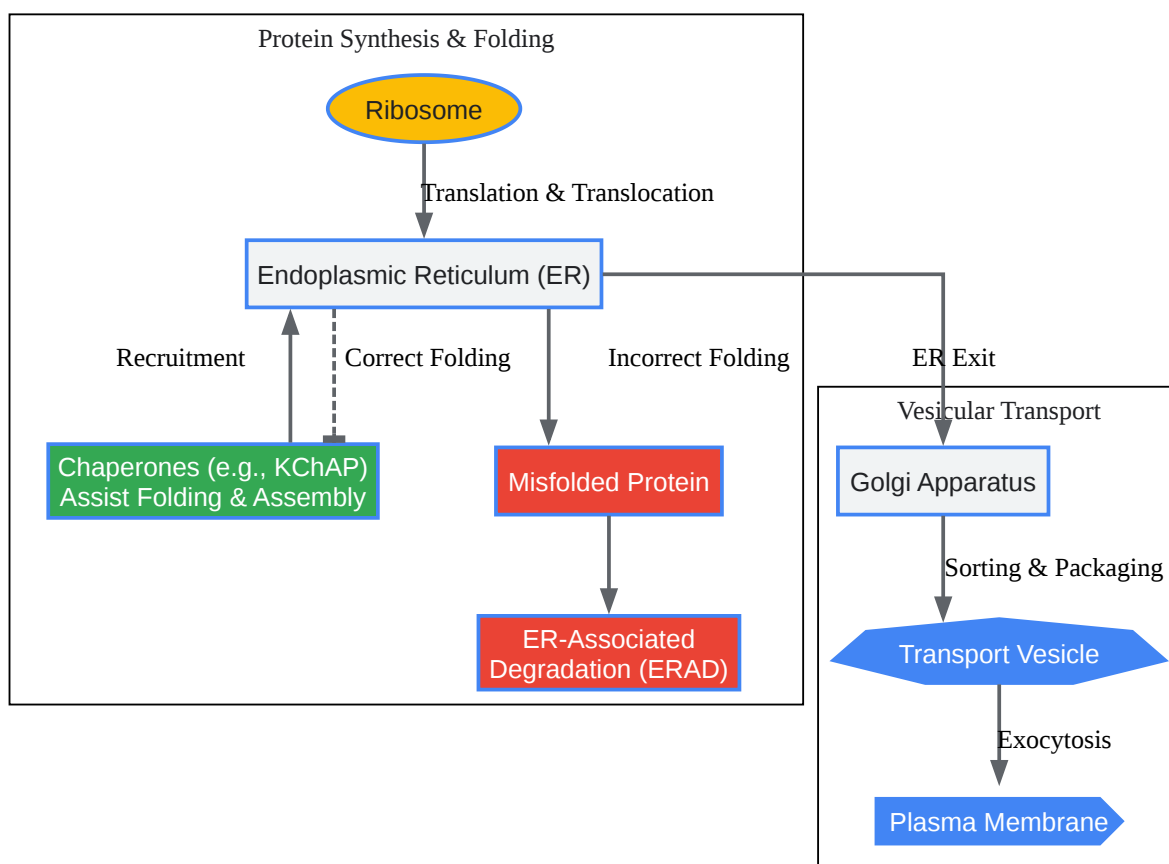 Protein Synthesis & Folding
Ribosome
Translation & Translocation
Endoplasmic Reticulum (ER)
Recruitment
Correct Folding
Incorrect Folding
ER Exit
Vesicular Transport
Chaperones (e.g., KChAP)
Assist Folding & Assembly
Misfolded Protein
Golgi Apparatus
Sorting & Packaging
ER-Associated
Degradation (ERAD)
Transport Vesicle
Exocytosis
Plasma Membrane